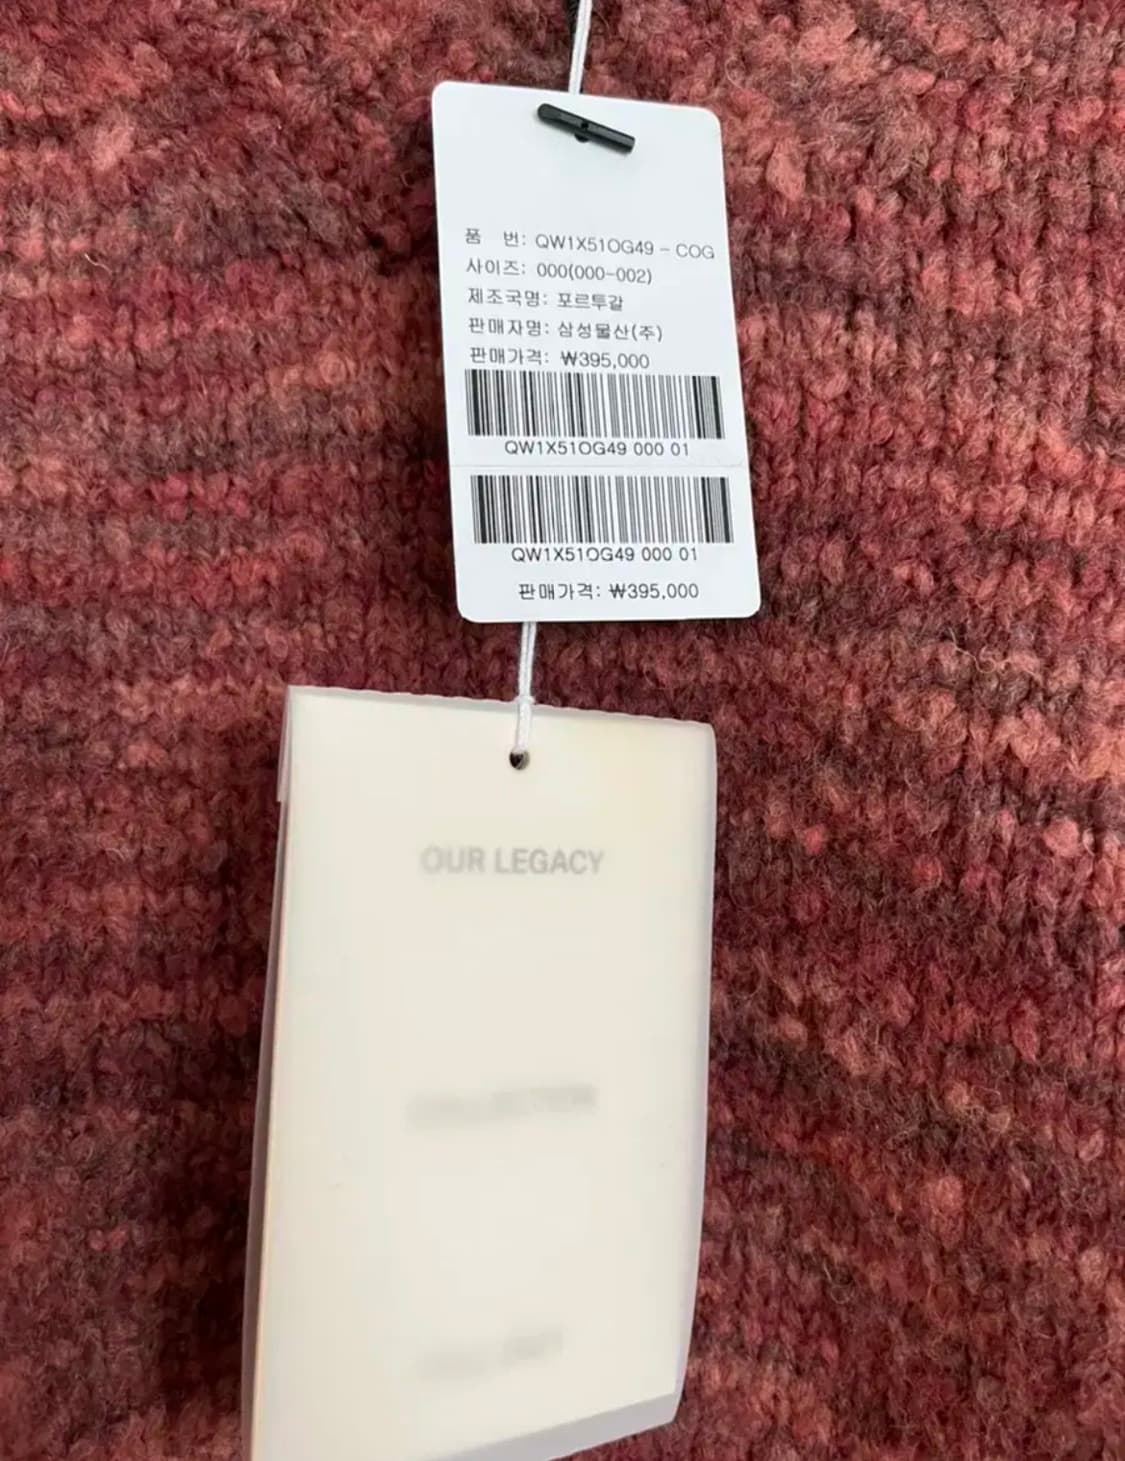 품 번: QW1X51OG49 - COG
사이즈: 000(000-002)
제조국명: 포르투갈
판매자명: 삼성물산(주)
판매가격: ₩395,000
QW1X51OG49 000 01
QW1X51OG49 000 01
판매가격: ₩395,000
OUR LEGACY